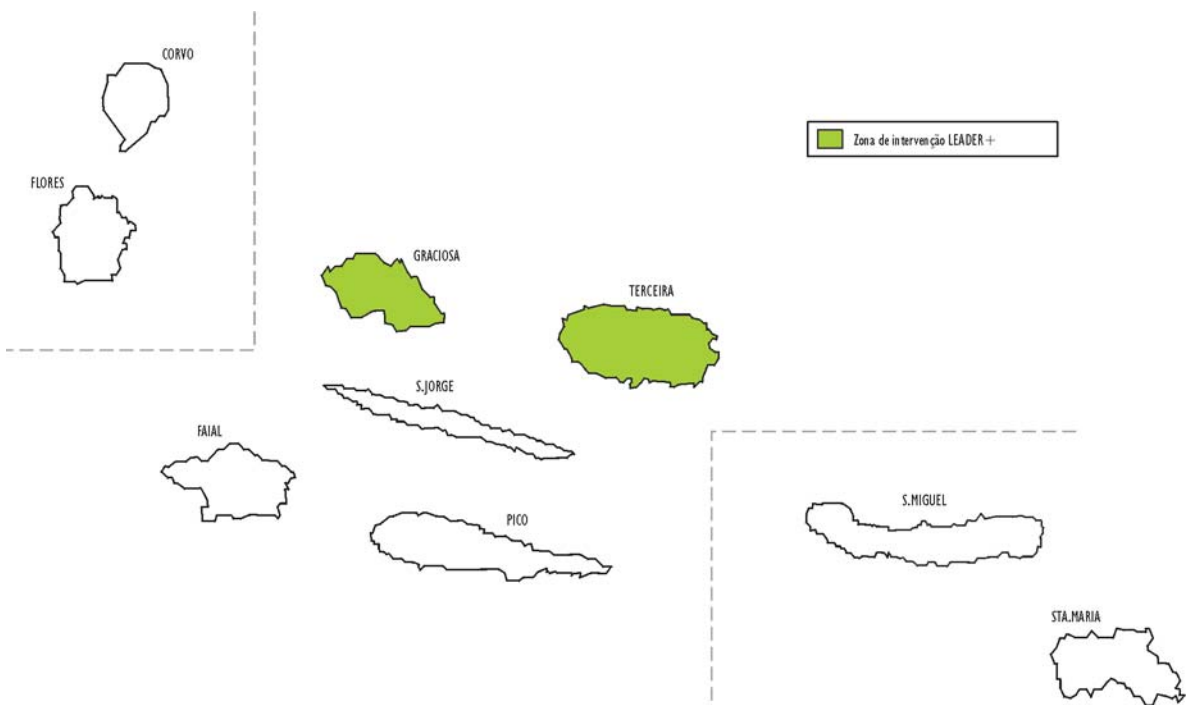 CORVO
Zona de intervenção LEADER+
FLORES
GRACIOSA
TERCEIRA
S.JORGE
FAIAL
S.MIGUEL
PICO
STA.MARIA